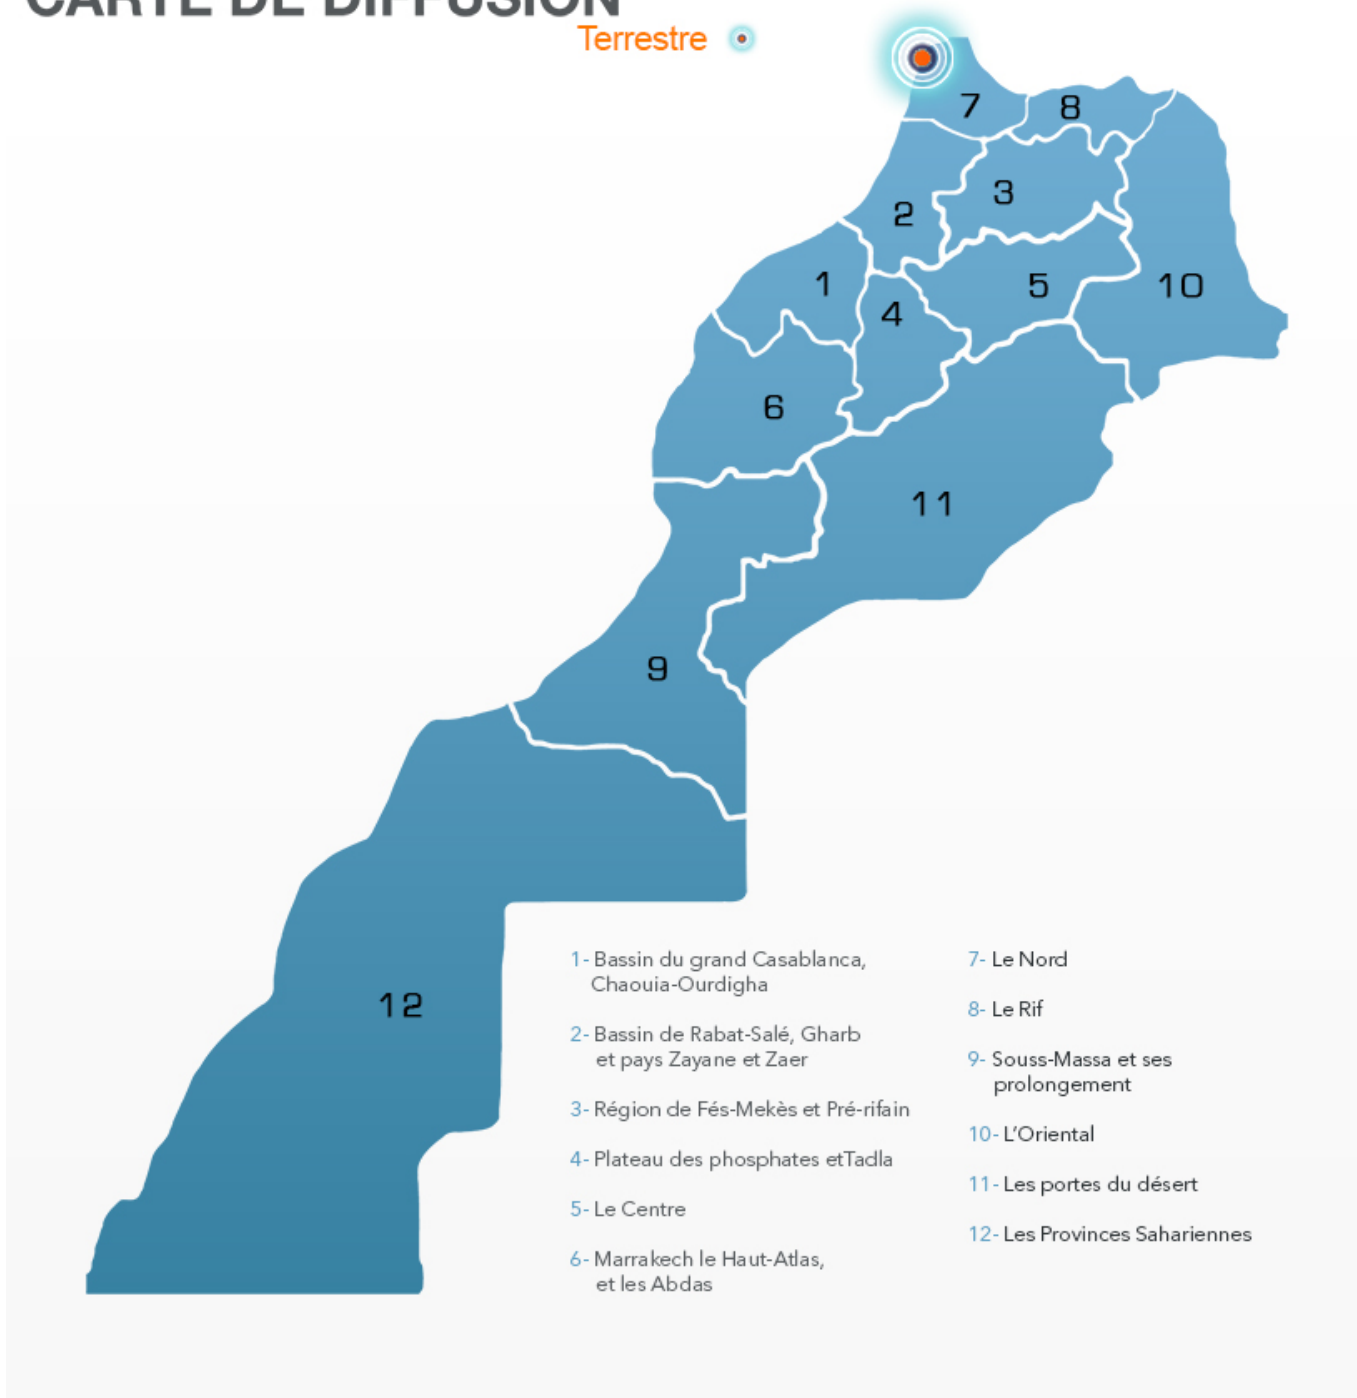 CARTE DE DIFFUSION
Terrestre
7
8
3
2
1
5
10
4
6
11
9
12
1- Bassin du grand Casablanca,
Chaouia-Ourdigha
2- Bassin de Rabat-Salé, Gharb
et pays Zayane et Zaer
3- Région de Fés-Mekès et Pré-rifain
4- Plateau des phosphates etTadla
5- Le Centre
6- Marrakech le Haut-Atlas,
et les Abdas
7- Le Nord
8- Le Rif
9- Souss-Massa et ses
prolongement
10- L'Oriental
11- Les portes du désert
12- Les Provinces Sahariennes